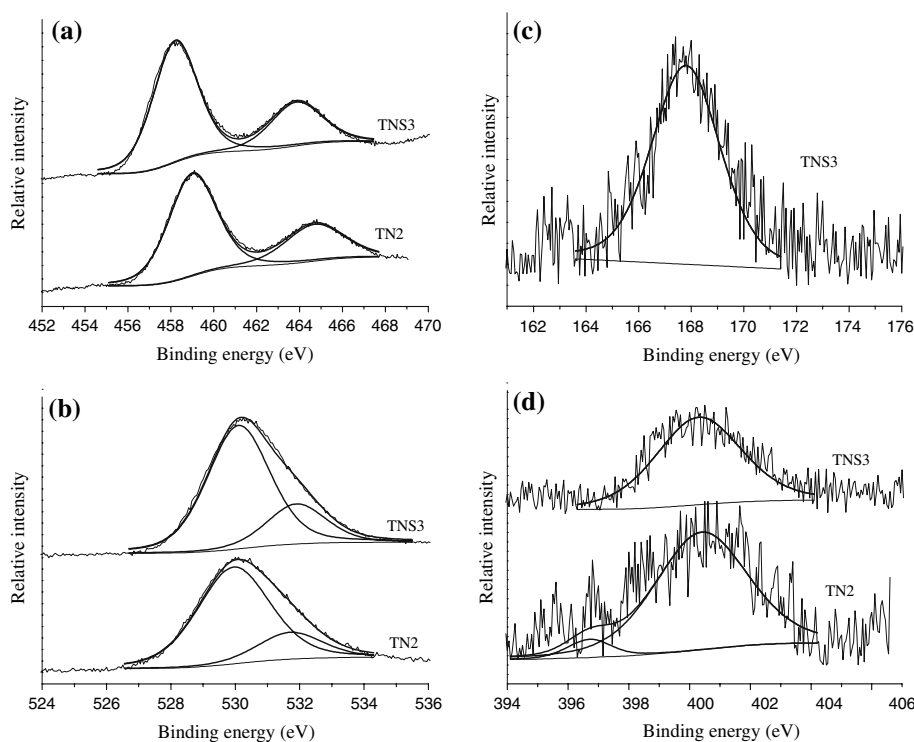 (a)
Relative intensity
TNS3
TN2
452 454 456 458 460 462 464 466 468 470
Binding energy (eV)
(c)
Relative intensity
TNS3
162 164 166 168 170 172 174 176
Binding energy (eV)
(b)
Relative intensity
TNS3
TN2
524 526 528 530 532 534 536
Binding energy (eV)
(d)
Relative intensity
TNS3
TN2
394 396 398 400 402 404 406
Binding energy (eV)